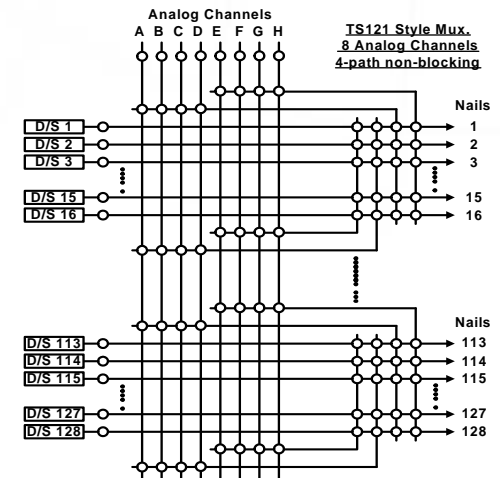 Analog Channels
A B C D E F G H
TS121 Style Mux.
8 Analog Channels
4-path non-blocking
Nails
D/S 1 1
D/S 2 2
D/S 3 3
D/S 15 15
D/S 16 16
Nails
D/S 113 113
D/S 114 114
D/S 115 115
D/S 127 127
D/S 128 128